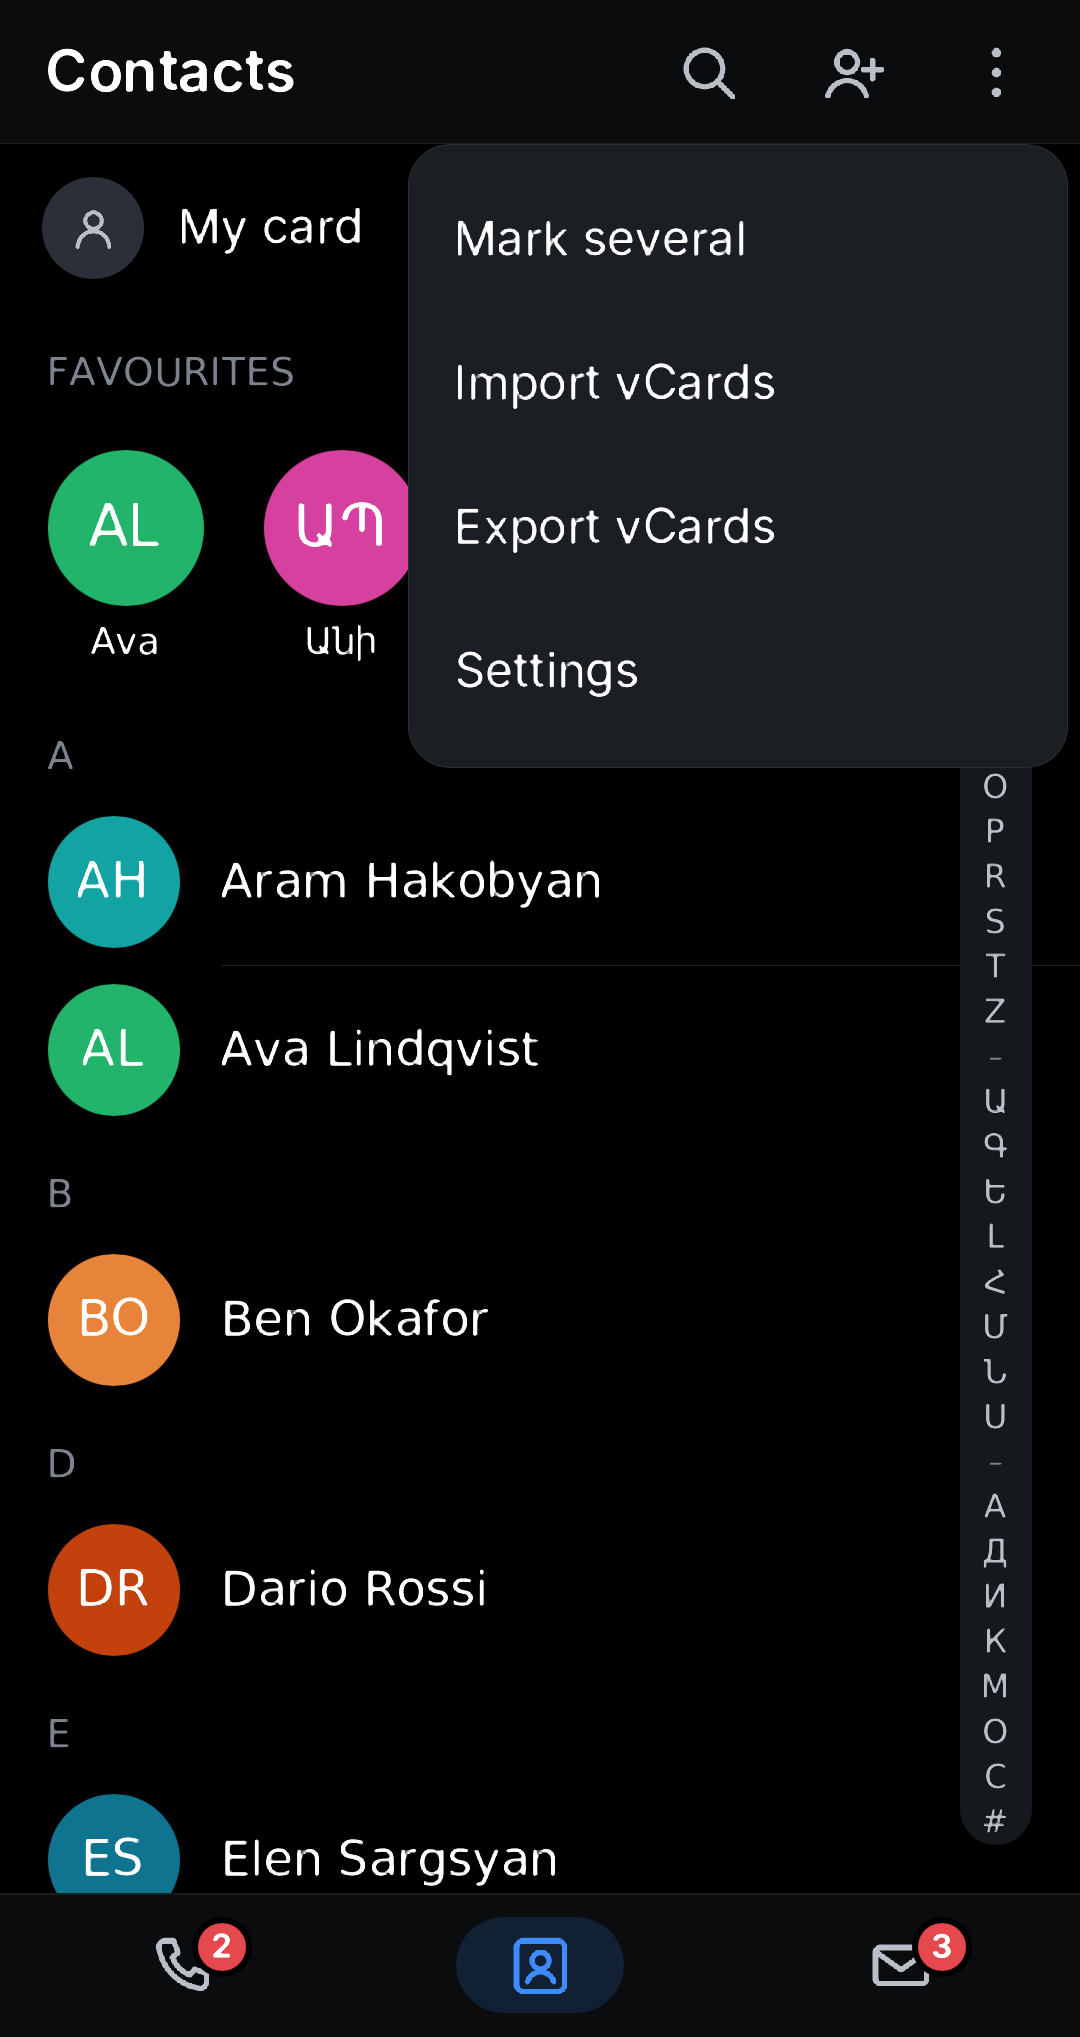 Contacts
My card
Mark several
Import vCards
Export vCards
Settings
FAVOURITES
AL
Ava
ԱՊ
Անի
A
AH
Aram Hakobyan
AL
Ava Lindqvist
B
BO
Ben Okafor
D
DR
Dario Rossi
E
ES
Elen Sargsyan
O
P
R
S
T
Z
–
Ա
Գ
Ե
Լ
Հ
Մ
Ն
Ս
–
А
Д
И
К
М
О
С
#
2
3